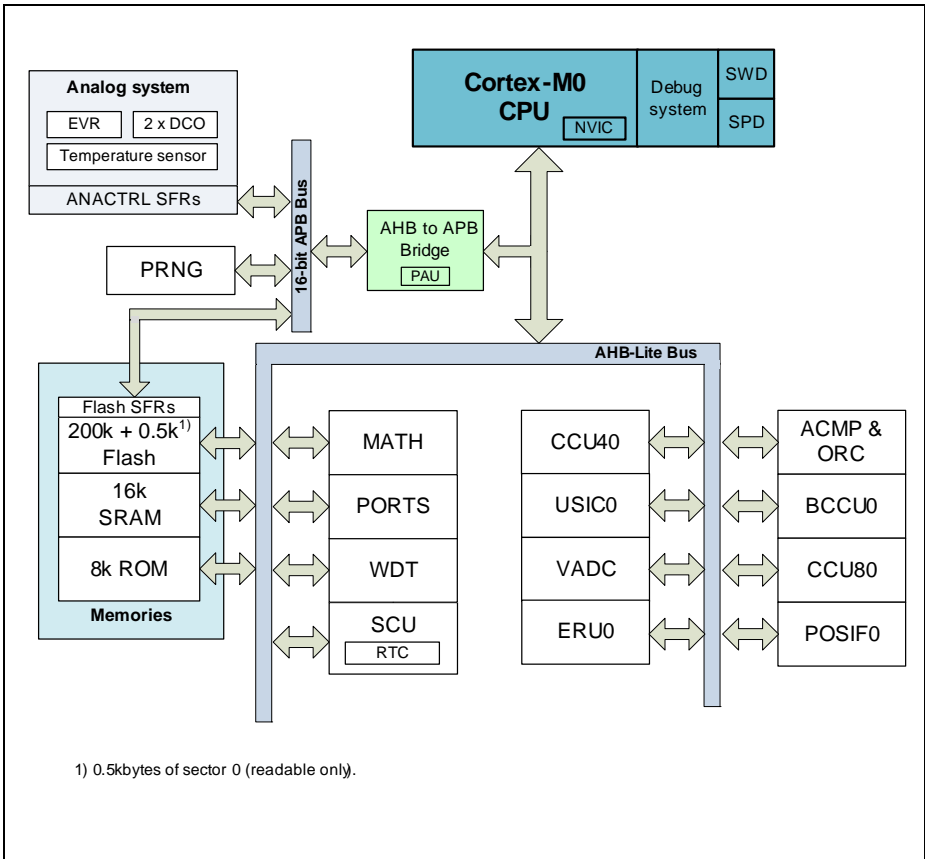 Analog system
EVR
2 x DCO
Temperature sensor
ANACTRL SFRs
PRNG
16-bit APB Bus
AHB to APB
Bridge
PAU
Cortex-M0
CPU
NVIC
Debug
system
SWD
SPD
AHB-Lite Bus
Flash SFRs
200k + 0.5k1)
Flash
16k
SRAM
8k ROM
Memories
MATH
PORTS
WDT
SCU
RTC
CCU40
USIC0
VADC
ERU0
ACMP &
ORC
BCCU0
CCU80
POSIF0
1) 0.5kbytes of sector 0 (readable only).